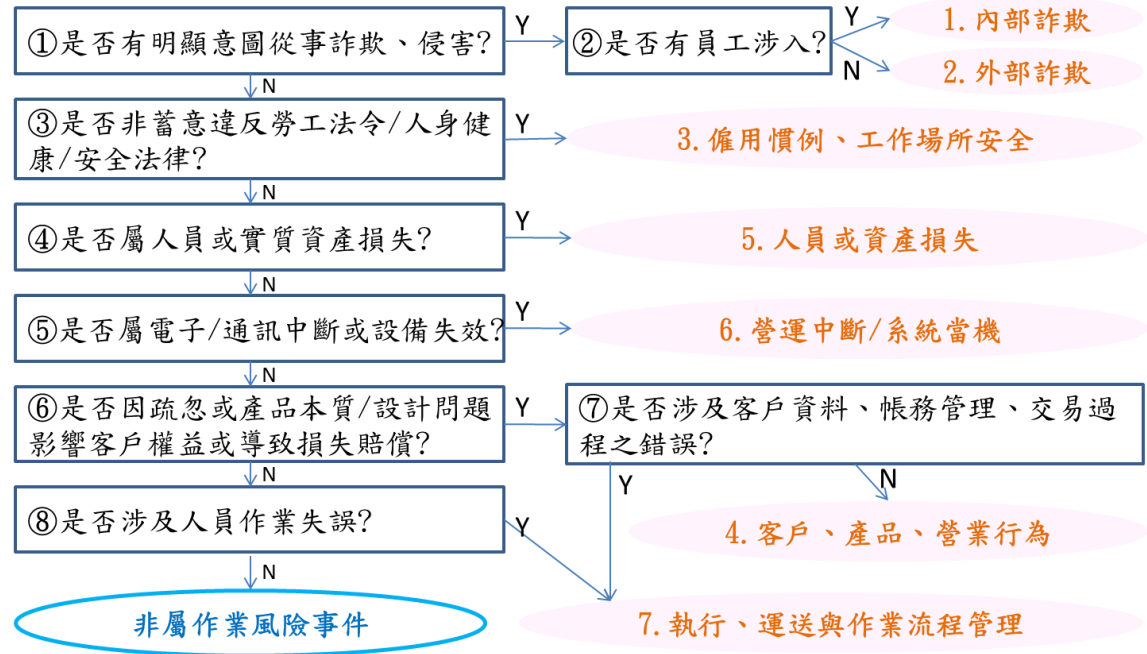 ①是否有明顯意圖從事詐欺、侵害?
Y
②是否有員工涉入?
Y
1.內部詐欺
N
2.外部詐欺
N
③是否非蓄意違反勞工法令/人身健
康/安全法律?
Y
3.僱用慣例、工作場所安全
N
④是否屬人員或實質資產損失?
Y
5.人員或資產損失
N
⑤是否屬電子/通訊中斷或設備失效?
Y
6.營運中斷/系統當機
N
⑥是否因疏忽或產品本質/設計問題
影響客戶權益或導致損失賠償?
Y
⑦是否涉及客戶資料、帳務管理、交易過
程之錯誤?
N
Y
N
⑧是否涉及人員作業失誤?
Y
4.客戶、產品、營業行為
N
非屬作業風險事件
7.執行、運送與作業流程管理